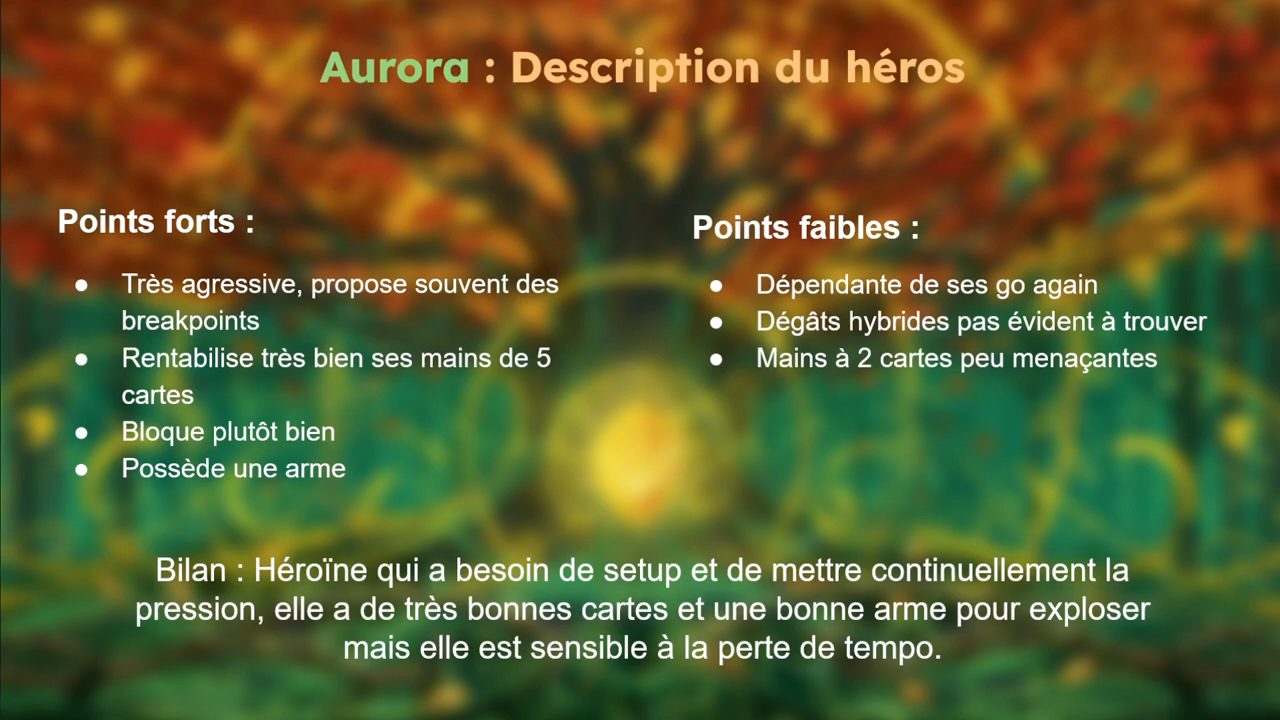 Aurora : Description du héros
Points forts :
● Très agressive, propose souvent des
breakpoints
● Rentabilise très bien ses mains de 5
cartes
● Bloque plutôt bien
● Possède une arme
Points faibles :
● Dépendante de ses go again
● Dégâts hybrides pas évident à trouver
● Mains à 2 cartes peu menaçantes
Bilan : Héroïne qui a besoin de setup et de mettre continuellement la
pression, elle a de très bonnes cartes et une bonne arme pour exploser
mais elle est sensible à la perte de tempo.